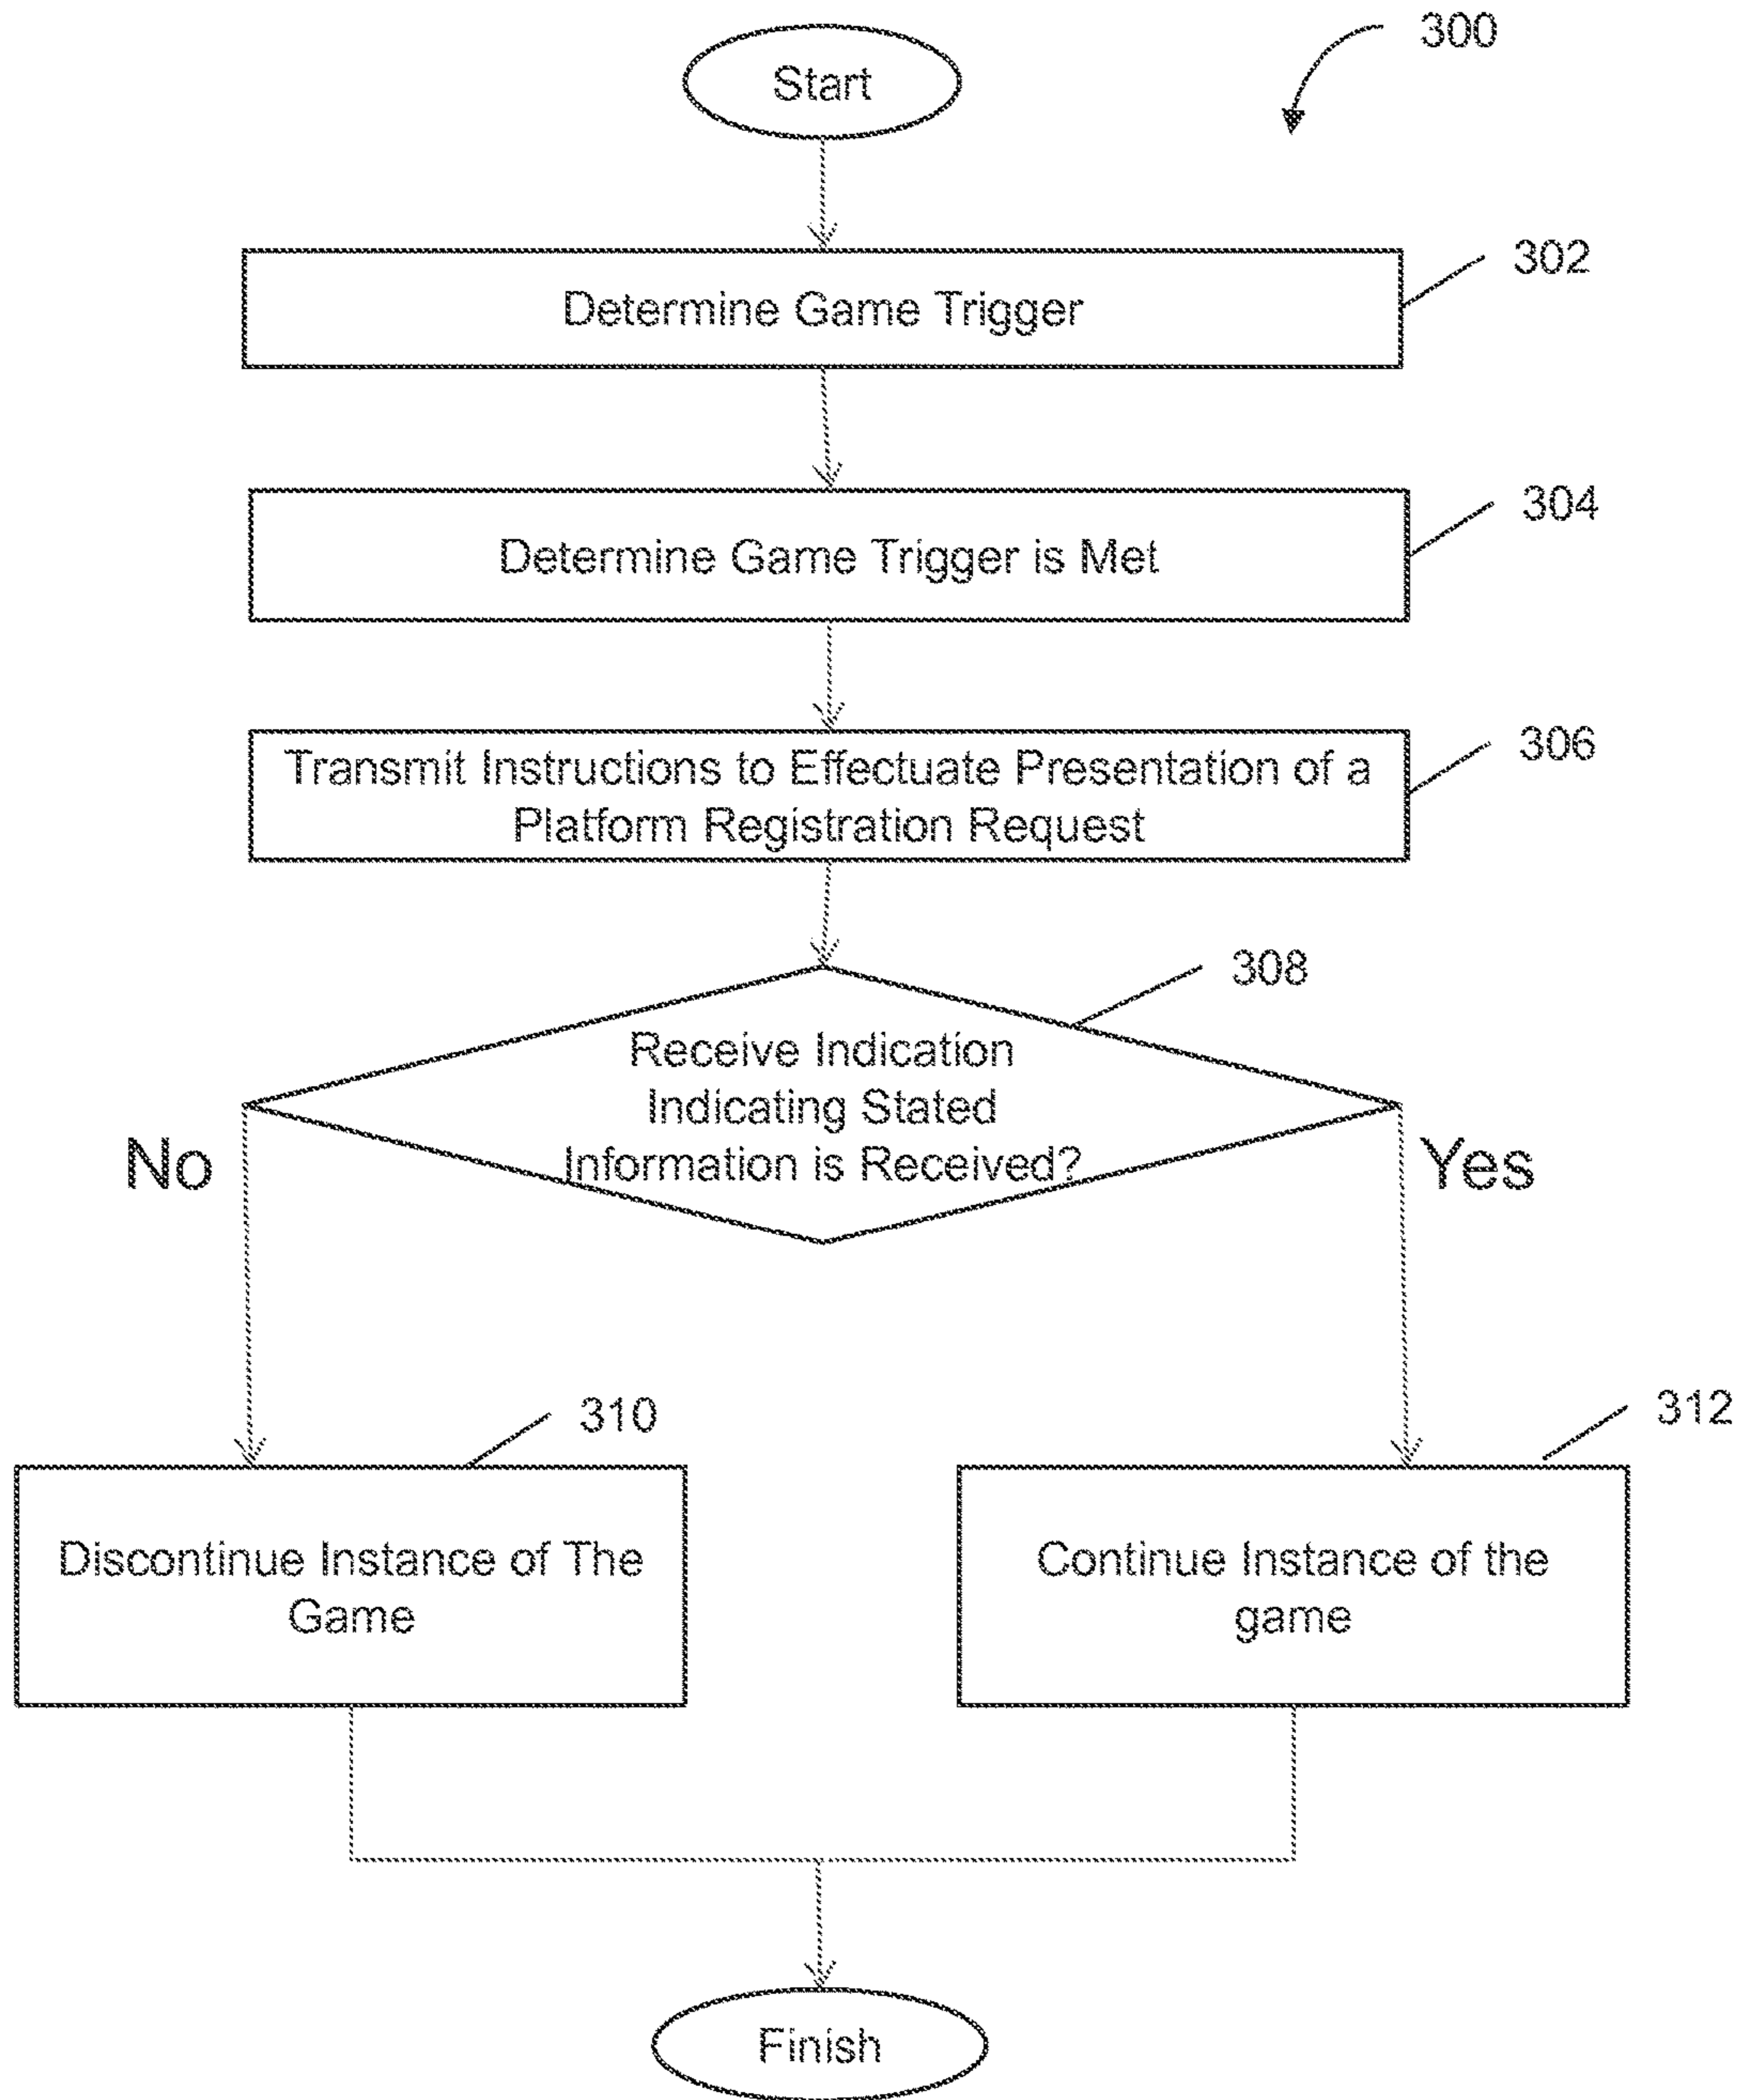 300
Start
302
Determine Game Trigger
304
Determine Game Trigger is Met
306
Transmit Instructions to Effectuate Presentation of a
Platform Registration Request
308
Receive Indication
Indicating Stated
Information is Received?
No
Yes
310
312
Discontinue Instance of The
Game
Continue Instance of the
game
Finish